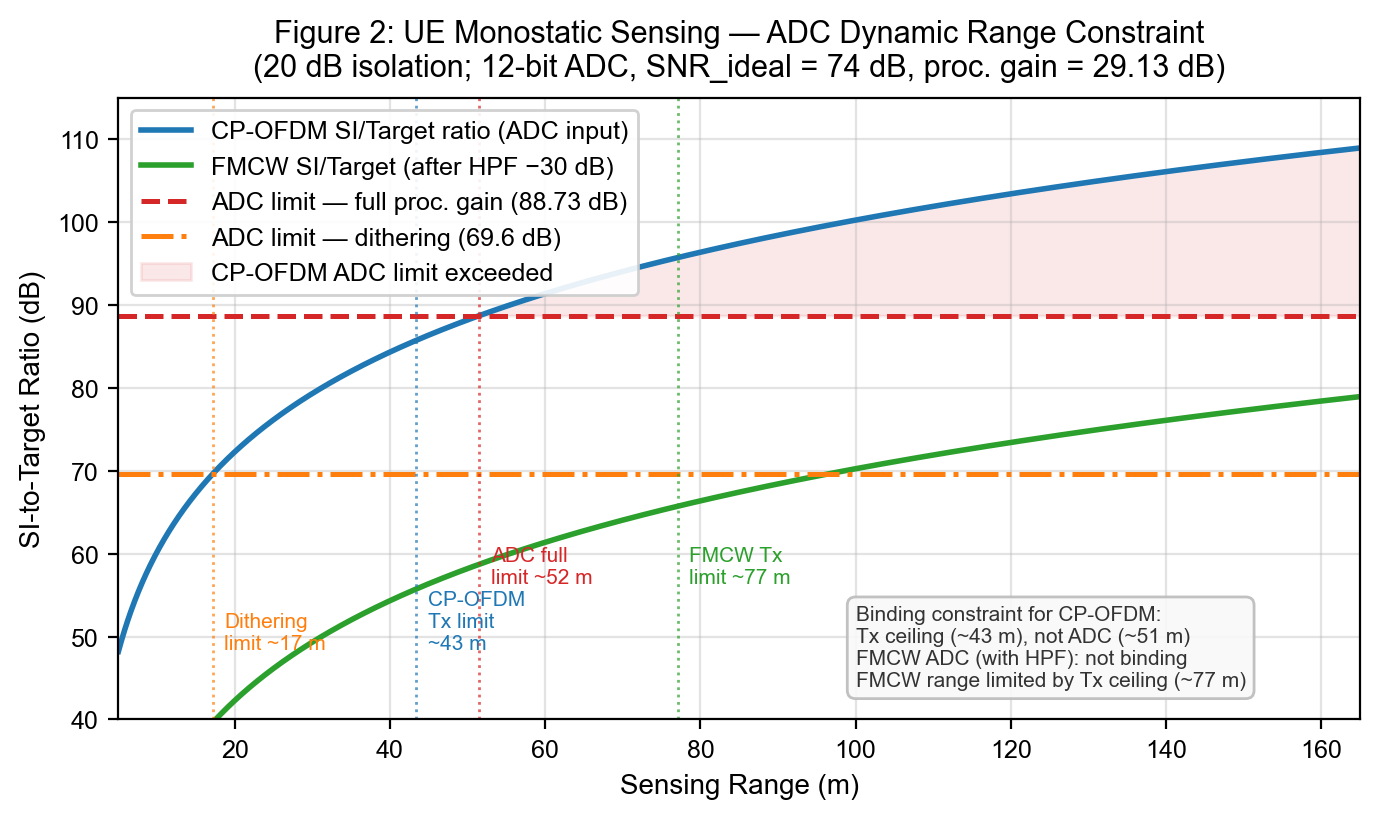 Figure 2: UE Monostatic Sensing — ADC Dynamic Range Constraint
(20 dB isolation; 12-bit ADC, SNR_ideal = 74 dB, proc. gain = 29.13 dB)
CP-OFDM SI/Target ratio (ADC input)
FMCW SI/Target (after HPF −30 dB)
ADC limit — full proc. gain (88.73 dB)
ADC limit — dithering (69.6 dB)
CP-OFDM ADC limit exceeded
SI-to-Target Ratio (dB)
110
100
90
80
70
60
50
40
ADC full
limit ~52 m
FMCW Tx
limit ~77 m
CP-OFDM
Tx limit
~43 m
Dithering
limit ~17 m
Binding constraint for CP-OFDM:
Tx ceiling (~43 m), not ADC (~51 m)
FMCW ADC (with HPF): not binding
FMCW range limited by Tx ceiling (~77 m)
20
40
60
80
100
120
140
160
Sensing Range (m)